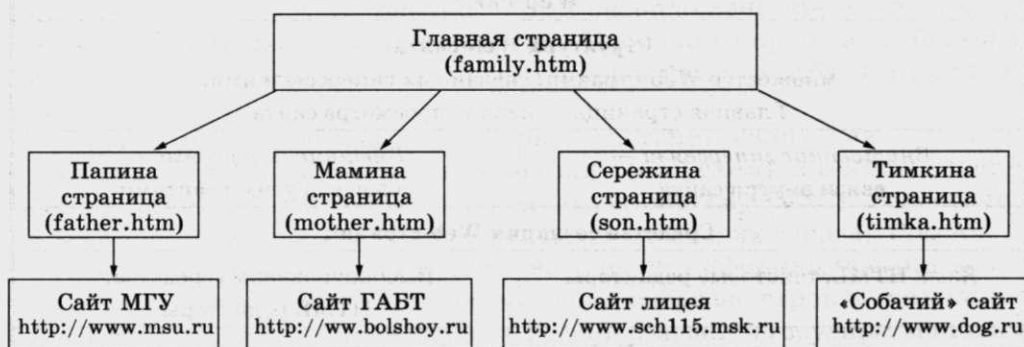 Главная страница
(family.htm)
Папина
страница
(father.htm)
Мамина
страница
(mother.htm)
Сережина
страница
(son.htm)
Тимкина
страница
(timka.htm)
Сайт МГУ
http://www.msu.ru
Сайт ГАБТ
http://ww.bolshoy.ru
Сайт лицея
http://www.sch115.msk.ru
«Собачий» сайт
http://www.dog.ru